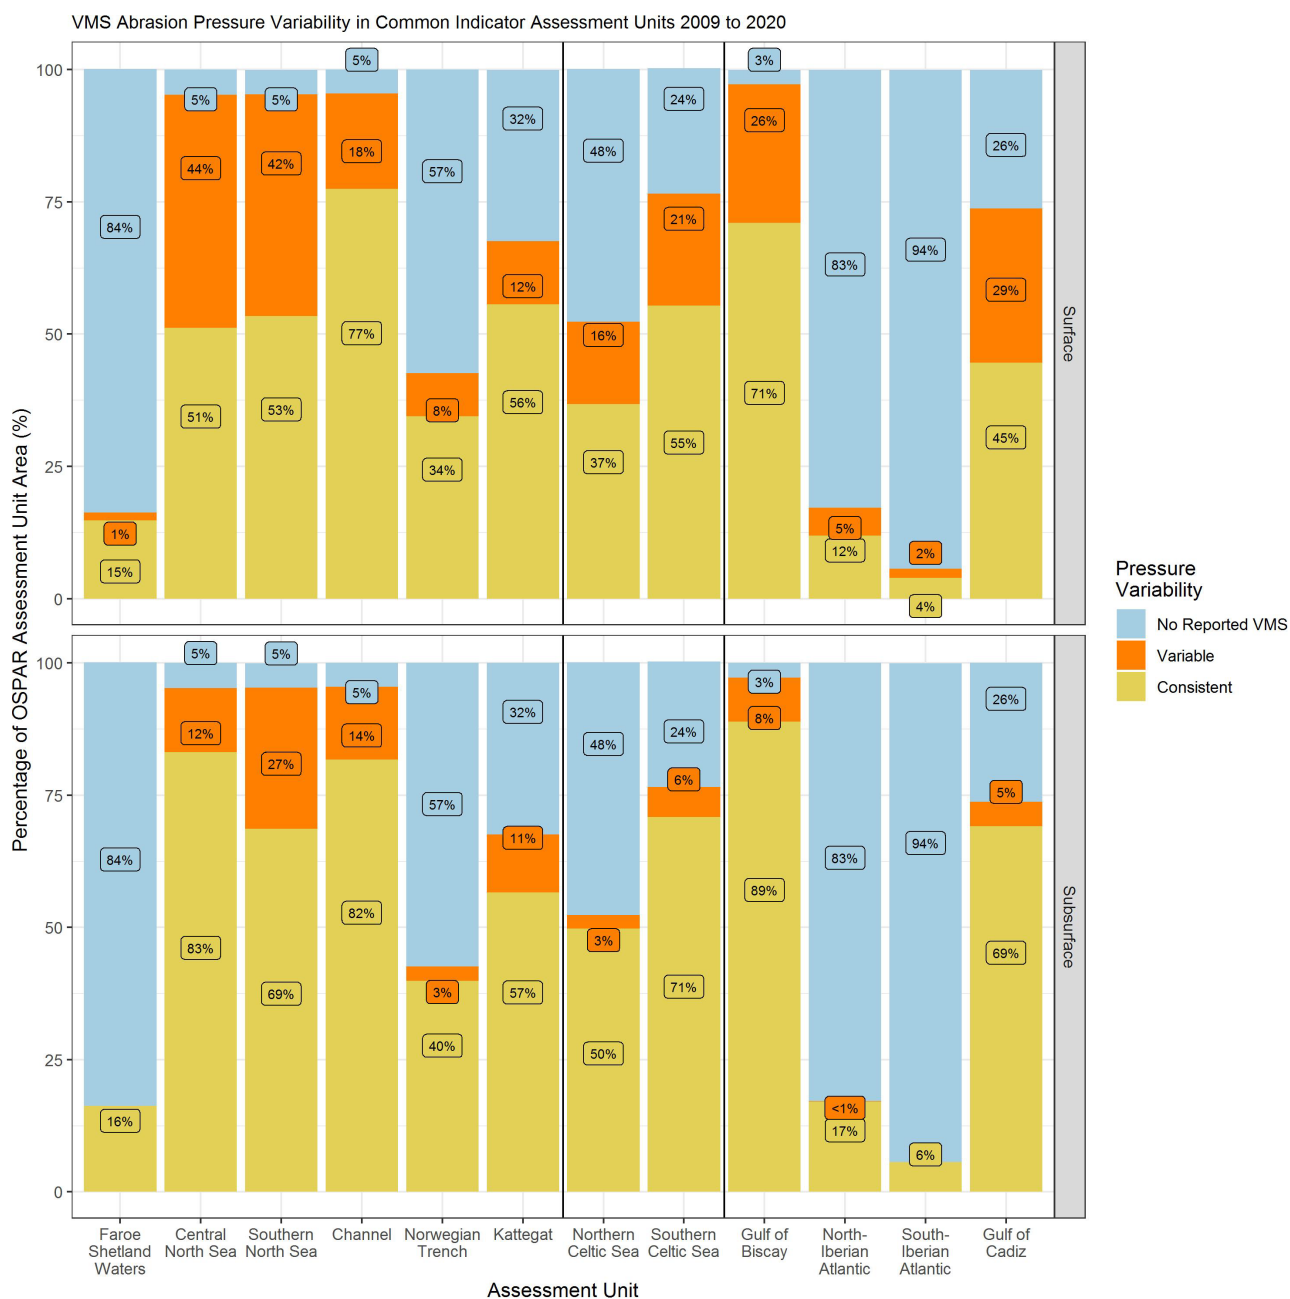 VMS Abrasion Pressure Variability in Common Indicator Assessment Units 2009 to 2020
Percentage of OSPAR Assessment Unit Area (%)
100
75
50
25
0
84%
1%
15%
5%
44%
51%
5%
42%
53%
5%
18%
77%
57%
8%
34%
32%
12%
56%
48%
16%
37%
24%
21%
55%
3%
26%
71%
83%
5%
12%
94%
2%
4%
26%
29%
45%
Surface
100
75
50
25
0
84%
16%
5%
12%
83%
5%
27%
69%
5%
14%
82%
57%
3%
40%
32%
11%
57%
48%
3%
50%
24%
6%
71%
3%
8%
89%
83%
<1%
17%
94%
6%
26%
5%
69%
Subsurface
Faroe
Shetland
Waters
Central
North Sea
Southern
North Sea
Channel
Norwegian
Trench
Kattegat
Northern
Celtic Sea
Southern
Celtic Sea
Gulf of
Biscay
North-
Iberian
Atlantic
South-
Iberian
Atlantic
Gulf of
Cadiz
Assessment Unit
Pressure
Variability
No Reported VMS
Variable
Consistent